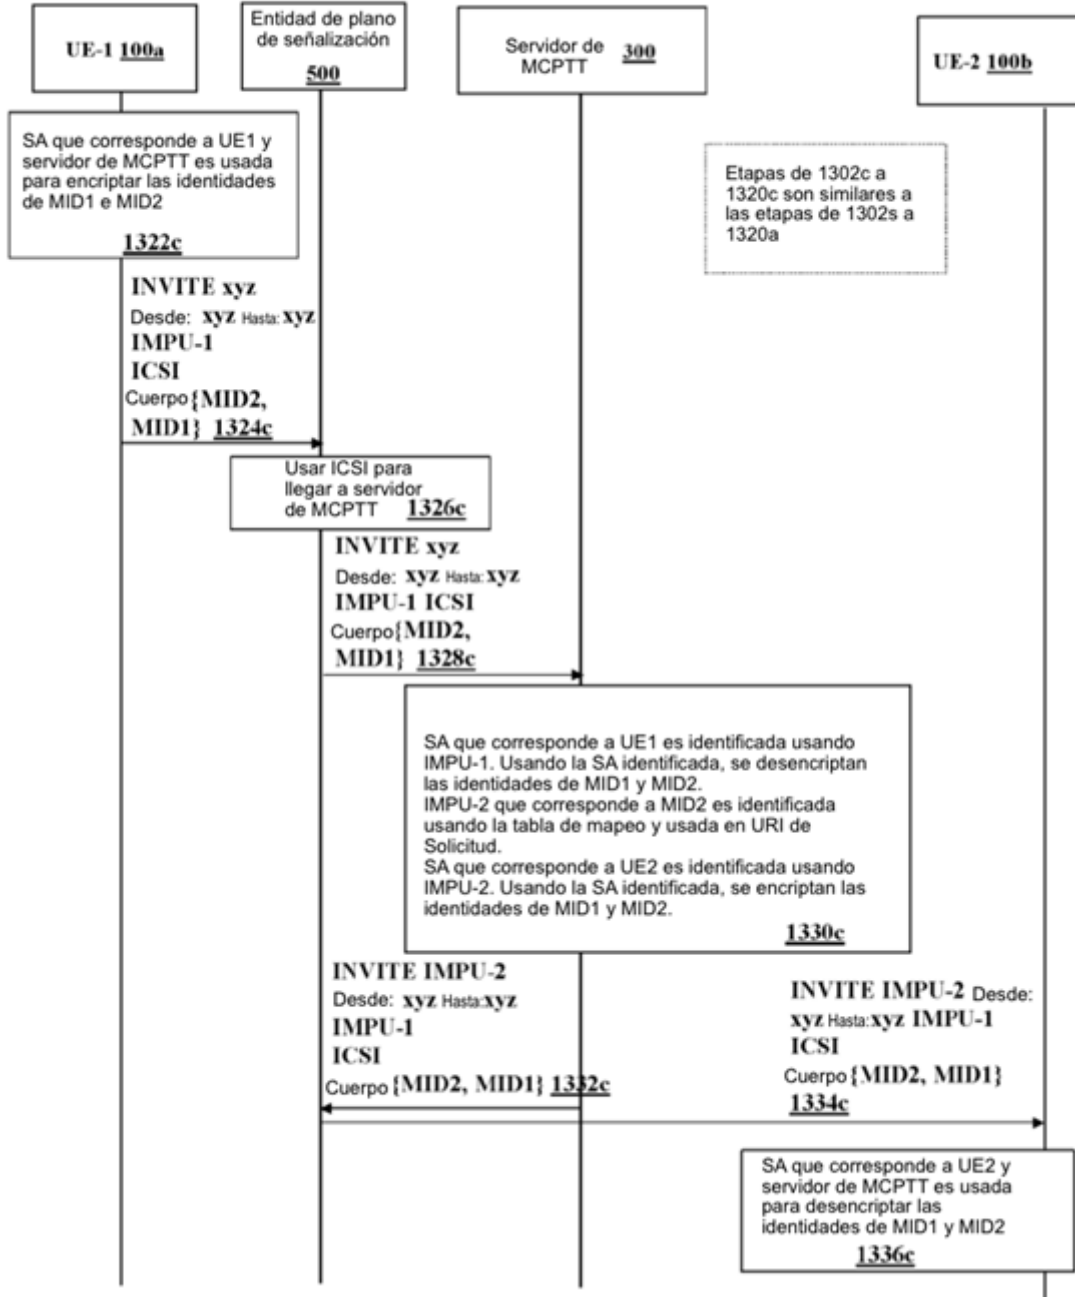 UE-1 100a
Entidad de plano
de señalización
500
Servidor de
MCPTT
300
UE-2 100b
SA que corresponde a UE1 y
servidor de MCPTT es usada
para encriptar las identidades
de MID1 e MID2
1322c
Etapas de 1302c a
1320c son similares a
las etapas de 1302s a
1320a
INVITE xyz
Desde: xyz Hasta: xyz
IMPU-1
ICSI
Cuerpo {MID2,
MID1} 1324c
Usar ICSI para
llegar a servidor
de MCPTT 1326c
INVITE xyz
Desde: xyz Hasta: xyz
IMPU-1 ICSI
Cuerpo{MID2,
MID1} 1328c
SA que corresponde a UE1 es identificada usando
IMPU-1. Usando la SA identificada, se desencriptan
las identidades de MID1 y MID2.
IMPU-2 que corresponde a MID2 es identificada
usando la tabla de mapeo y usada en URI de
Solicitud.
SA que corresponde a UE2 es identificada usando
IMPU-2. Usando la SA identificada, se encriptan las
identidades de MID1 y MID2.
1330c
INVITE IMPU-2
Desde: xyz Hasta:xyz
IMPU-1
ICSI
Cuerpo {MID2, MID1} 1332c
INVITE IMPU-2 Desde:
xyz Hasta:xyz IMPU-1
ICSI
Cuerpo {MID2, MID1}
1334c
SA que corresponde a UE2 y
servidor de MCPTT es usada
para desencriptar las
identidades de MID1 y MID2
1336c